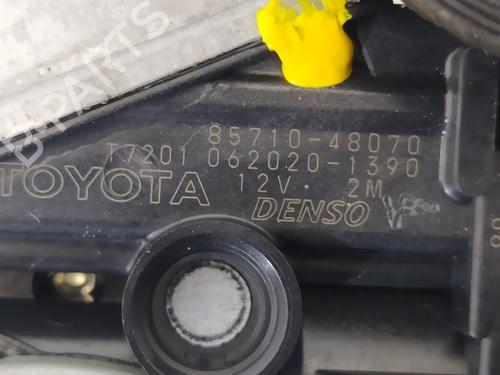 85710-48070
T7201 062020-1390
TOYOTA 12V 2M
DENSO
B-PARTS